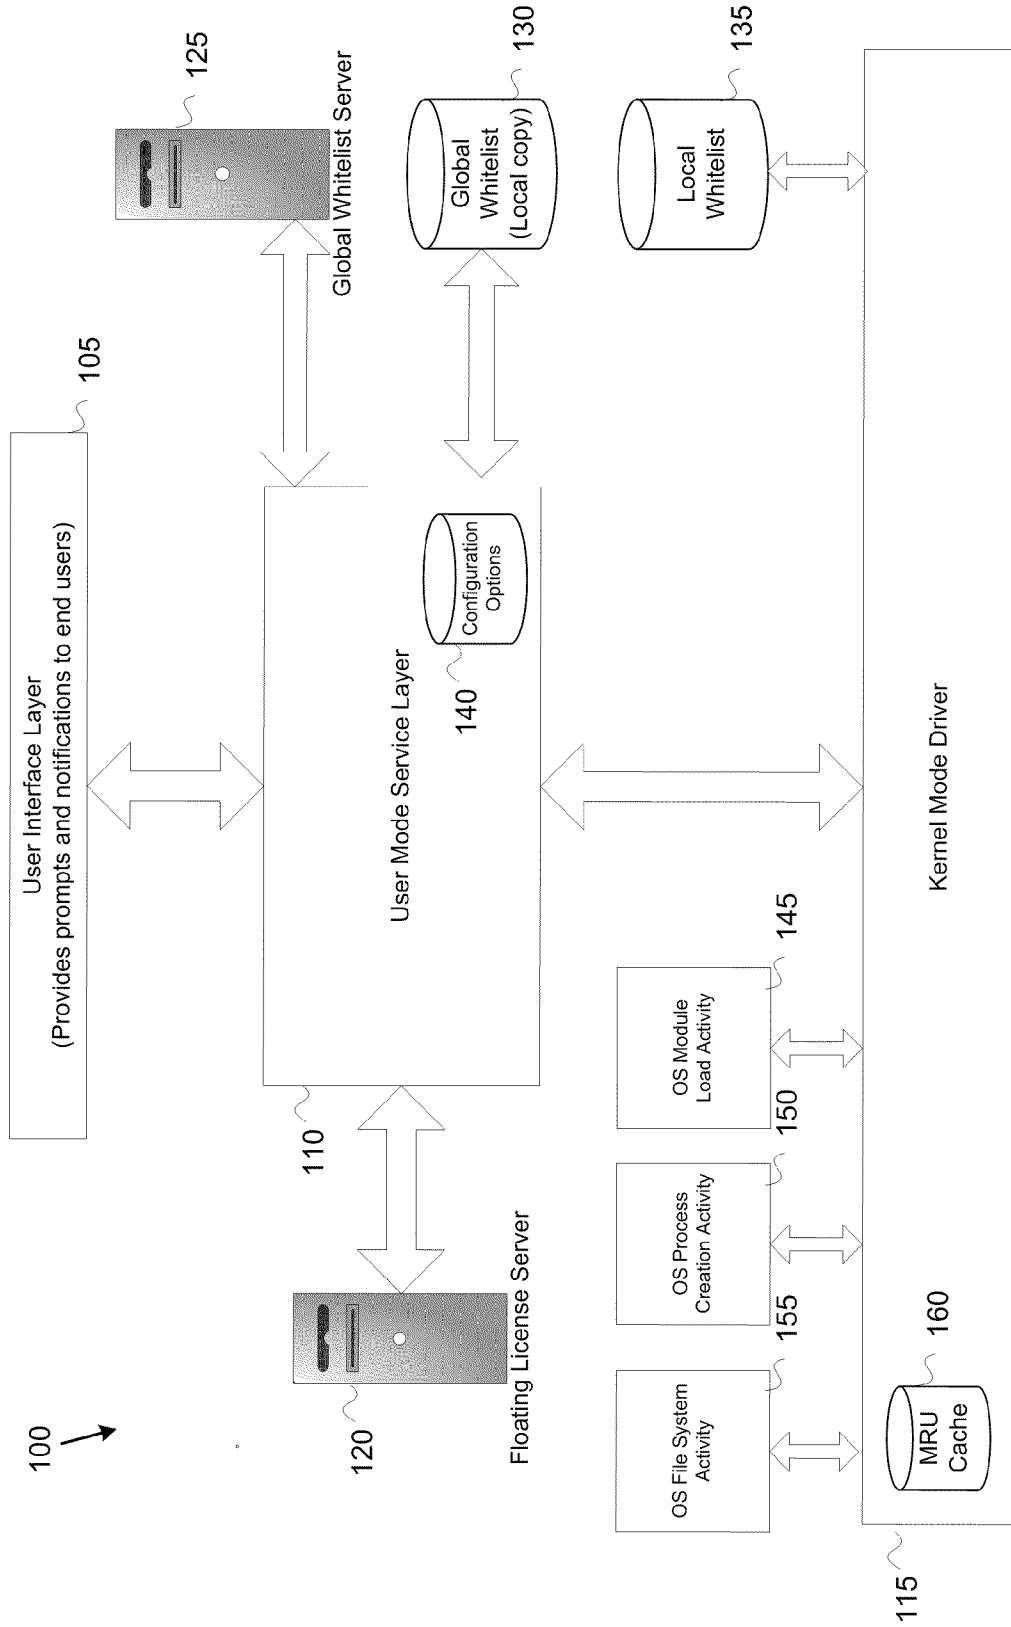 100
User Interface Layer
(Provides prompts and notifications to end users)
105
120
Floating License Server
110
User Mode Service Layer
140
Configuration
Options
125
Global Whitelist Server
Global
Whitelist
(Local copy)
130
Local
Whitelist
135
OS File System
Activity
155
OS Process
Creation Activity
150
OS Module
Load Activity
145
115
MRU
Cache
160
Kernel Mode Driver